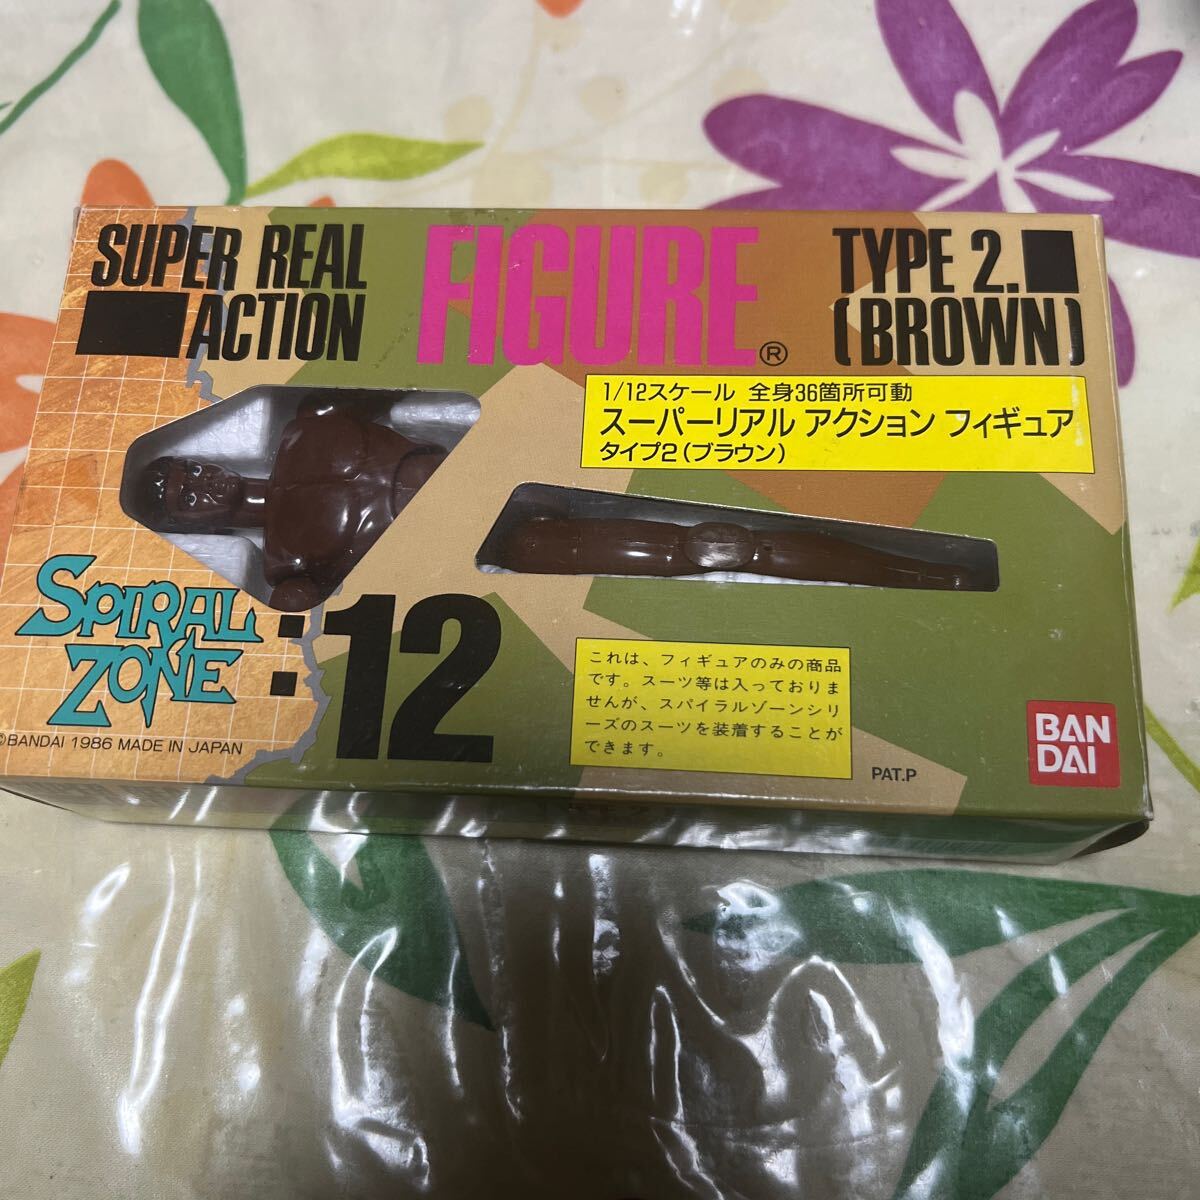 SUPER REAL
ACTION
FIGURE®
TYPE 2.
(BROWN)
1/12スケール 全身36箇所可動
スーパーリアル アクション フィギュア
タイプ2(ブラウン)
SPIRAL
ZONE
:12
©BANDAI 1986 MADE IN JAPAN
これは、フィギュアのみの商品
です。スーツ等は入っておりま
せんが、スパイラルゾーンシリ
ーズのスーツを装着することが
できます。
PAT.P
BAN
DAI